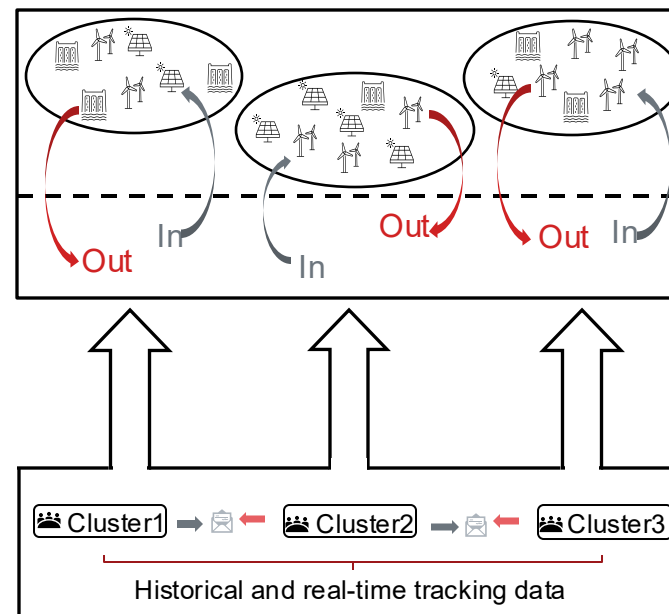 Out
In
In
Out
Out
In
Cluster1
Cluster2
Cluster3
Historical and real-time tracking data